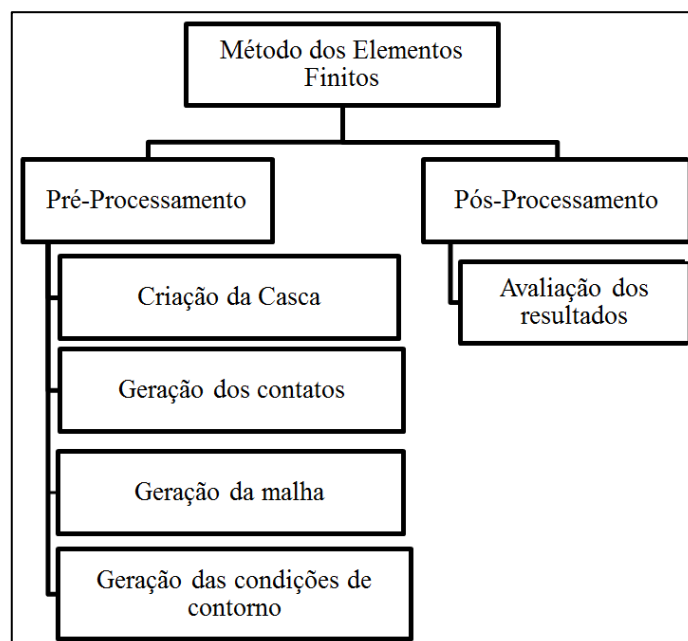 Método dos Elementos
Finitos
Pré-Processamento
Pós-Processamento
Criação da Casca
Avaliação dos
resultados
Geração dos contatos
Geração da malha
Geração das condições de
contorno